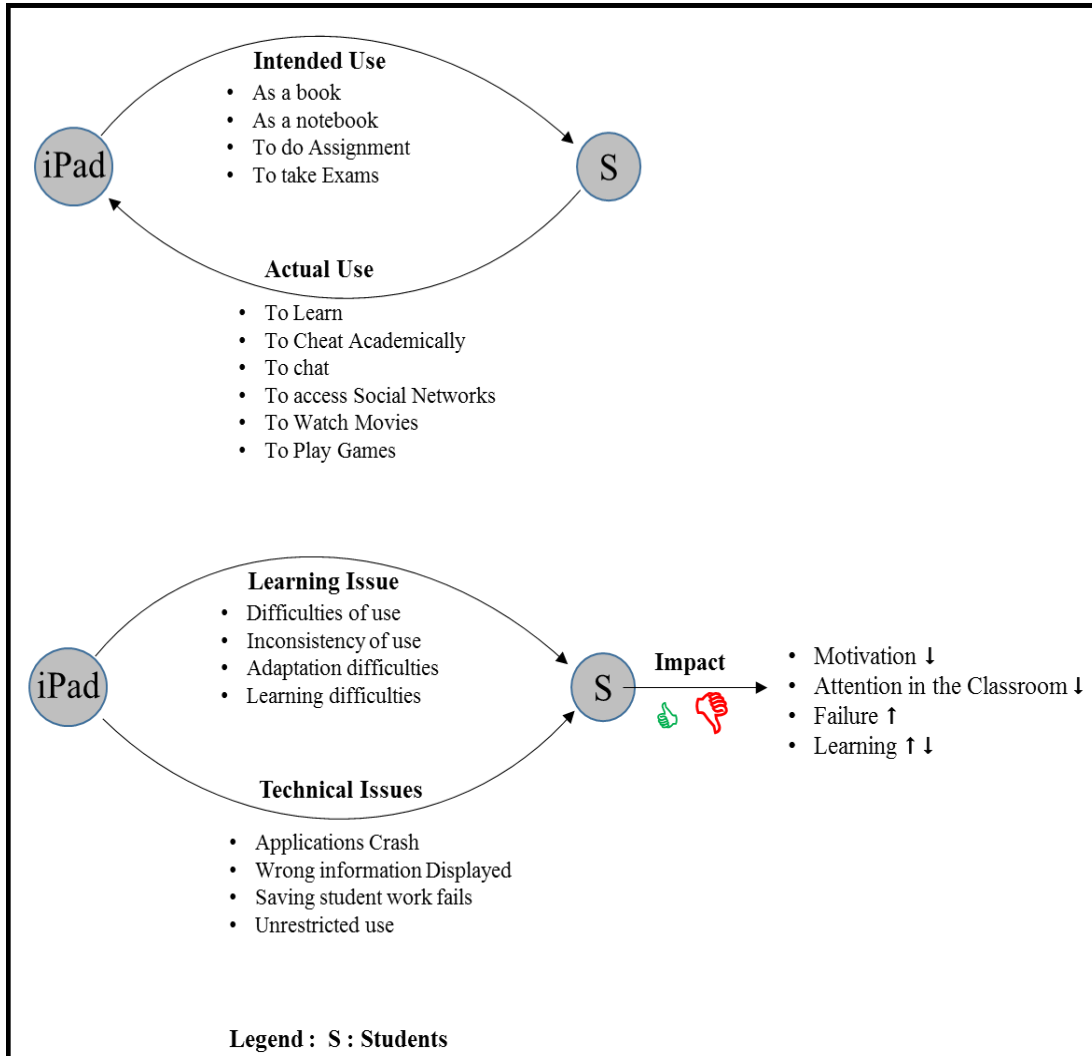 Intended Use
• As a book
• As a notebook
• To do Assignment
• To take Exams
iPad
S
Actual Use
• To Learn
• To Cheat Academically
• To chat
• To access Social Networks
• To Watch Movies
• To Play Games
Learning Issue
• Difficulties of use
• Inconsistency of use
• Adaptation difficulties
• Learning difficulties
iPad
S
Impact
• Motivation ↓
• Attention in the Classroom ↓
• Failure ↑
• Learning ↑ ↓
Technical Issues
• Applications Crash
• Wrong information Displayed
• Saving student work fails
• Unrestricted use
Legend : S : Students